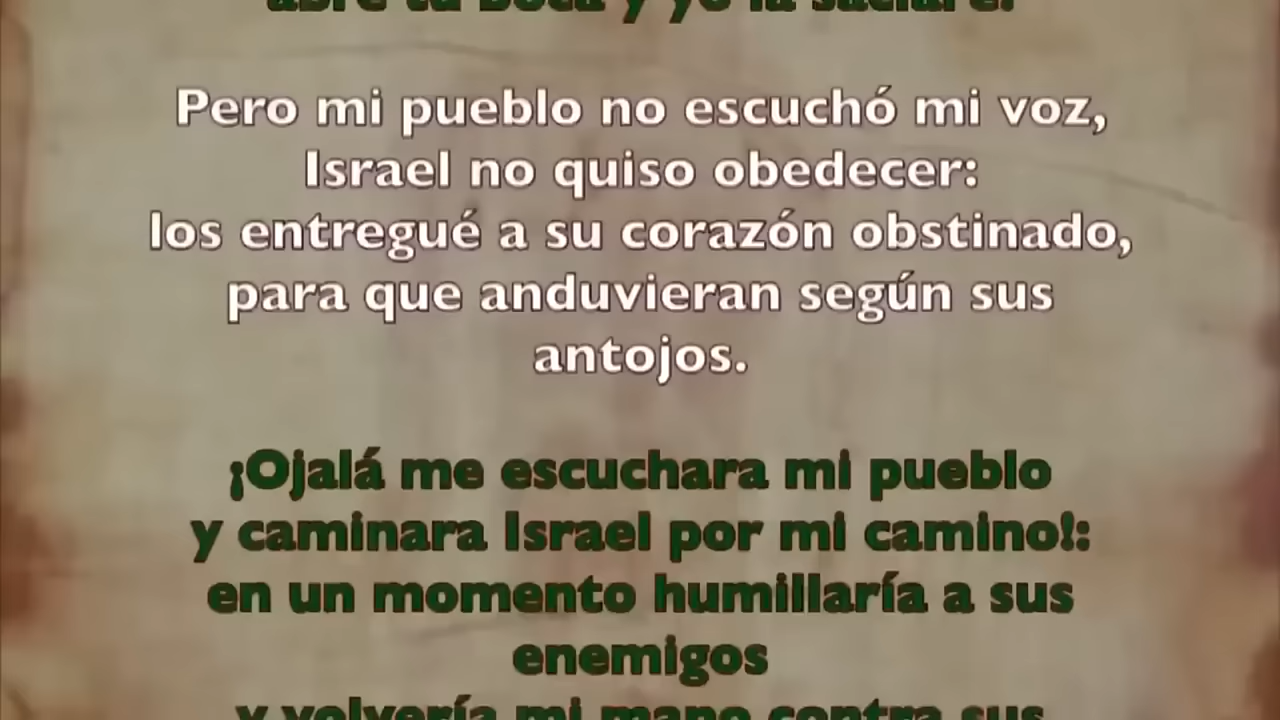 abre tu boca y yo la saciaré.
Pero mi pueblo no escuchó mi voz,
Israel no quiso obedecer:
los entregué a su corazón obstinado,
para que anduvieran según sus
antojos.
¡Ojalá me escuchara mi pueblo
y caminara Israel por mi camino!:
en un momento humillaría a sus
enemigos
y volvería mi mano contra sus